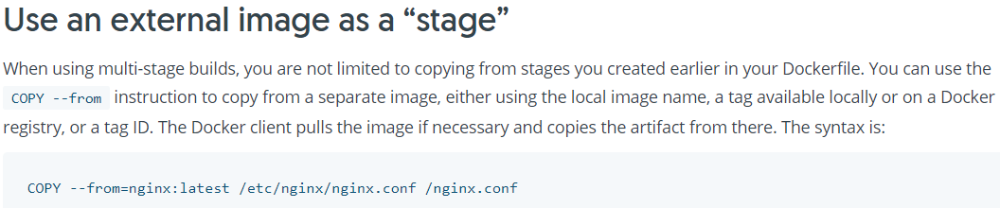 Use an external image as a “stage”
When using multi-stage builds, you are not limited to copying from stages you created earlier in your Dockerfile. You can use the
COPY --from instruction to copy from a separate image, either using the local image name, a tag available locally or on a Docker
registry, or a tag ID. The Docker client pulls the image if necessary and copies the artifact from there. The syntax is:
COPY --from=nginx:latest /etc/nginx/nginx.conf /nginx.conf